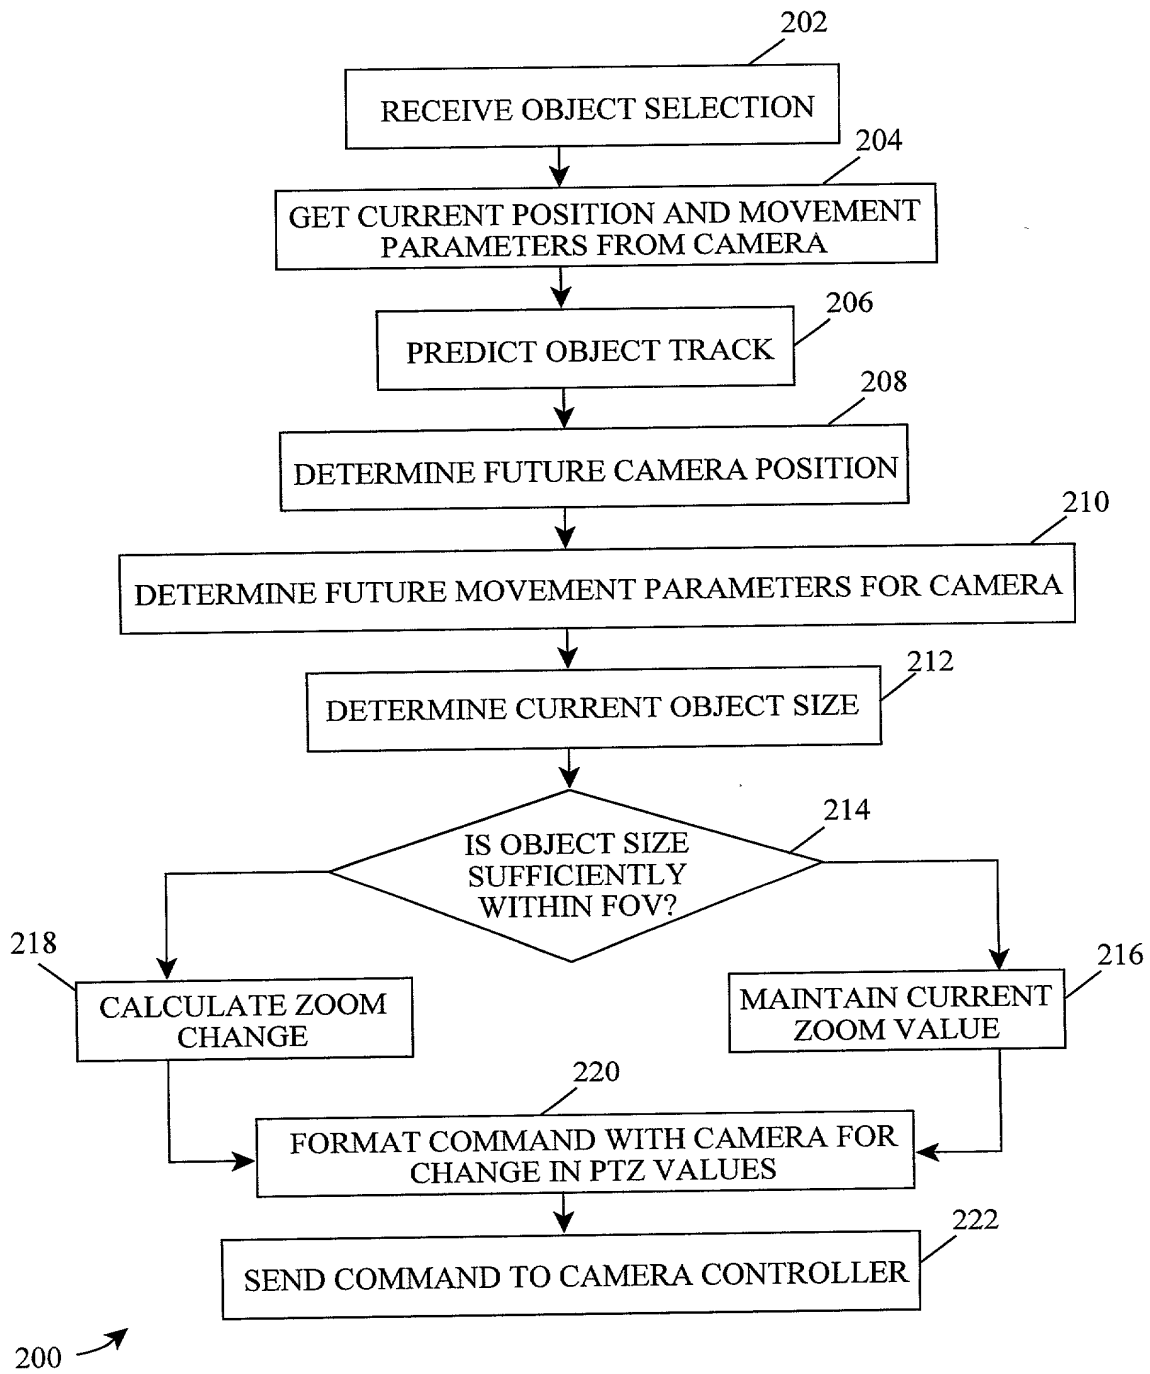 202
RECEIVE OBJECT SELECTION
204
GET CURRENT POSITION AND MOVEMENT
PARAMETERS FROM CAMERA
206
PREDICT OBJECT TRACK
208
DETERMINE FUTURE CAMERA POSITION
210
DETERMINE FUTURE MOVEMENT PARAMETERS FOR CAMERA
212
DETERMINE CURRENT OBJECT SIZE
214
IS OBJECT SIZE
SUFFICIENTLY
WITHIN FOV?
218
CALCULATE ZOOM
CHANGE
216
MAINTAIN CURRENT
ZOOM VALUE
220
FORMAT COMMAND WITH CAMERA FOR
CHANGE IN PTZ VALUES
222
SEND COMMAND TO CAMERA CONTROLLER
200